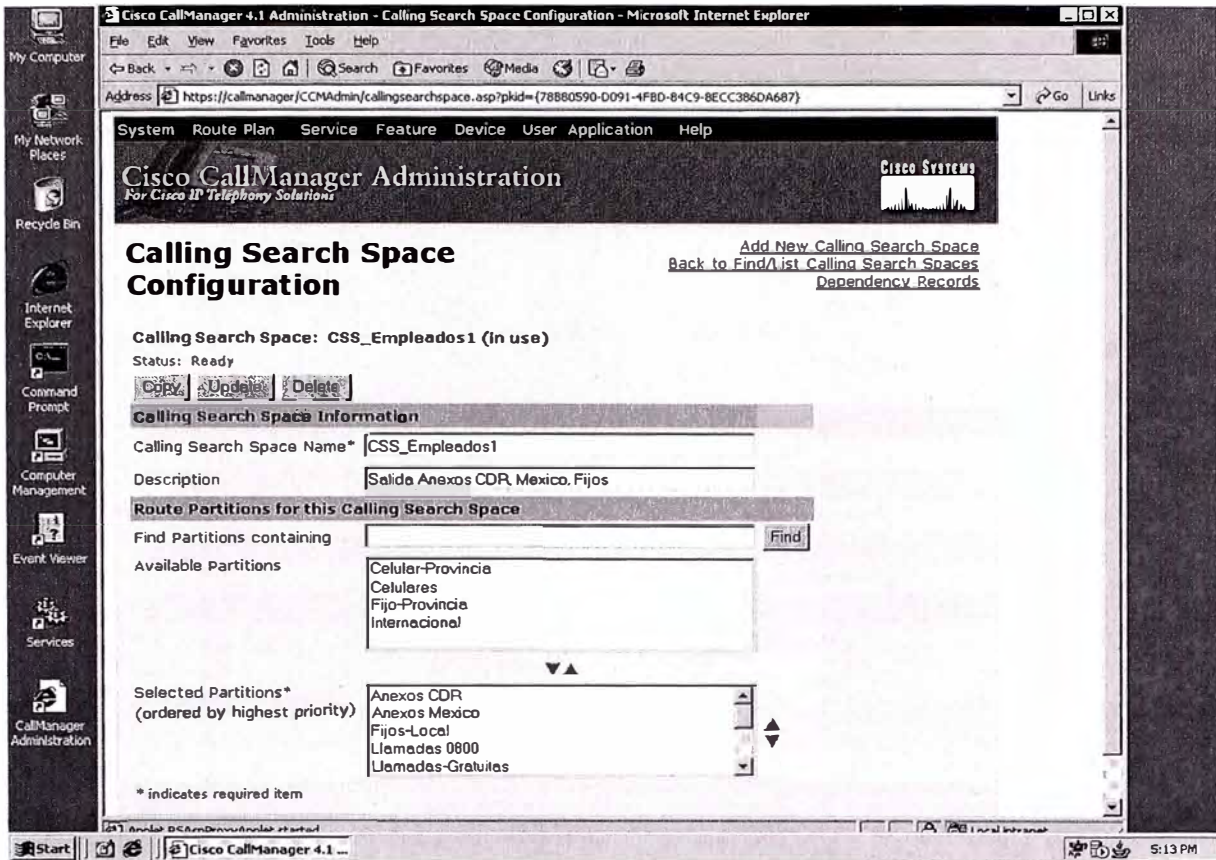 Cisco CallManager 4.1 Administration - Calling Search Space Configuration - Microsoft Internet Explorer
File Edit View Favorites Tools Help
Back Search Favorites Media
Address https://callmanager/CCMAdmin/callingsearchspace.asp?pkid={78B80590-D091-4FBD-84C9-8ECC386DA687} Go Links
My Computer
My Network Places
Recycle Bin
Internet Explorer
Command Prompt
Computer Management
Event Viewer
Services
CallManager Administration
System Route Plan Service Feature Device User Application Help
Cisco CallManager Administration
For Cisco IP Telephony Solutions
CISCO SYSTEMS
Calling Search Space
Configuration
Add New Calling Search Space
Back to Find/List Calling Search Spaces
Dependency Records
Calling Search Space: CSS_Empleados1 (in use)
Status: Ready
Copy Update Delete
Calling Search Space Information
Calling Search Space Name* CSS_Empleados1
Description Salida Anexos CDR, Mexico, Fijos
Route Partitions for this Calling Search Space
Find Partitions containing Find
Available Partitions
Celular-Provincia
Celulares
Fijo-Provincia
Internacional
Selected Partitions*
(ordered by highest priority)
Anexos CDR
Anexos Mexico
Fijos-Local
Llamadas 0800
Llamadas-Gratuitas
* indicates required item
Local intranet
Start Cisco CallManager 4.1 ... 5:13 PM